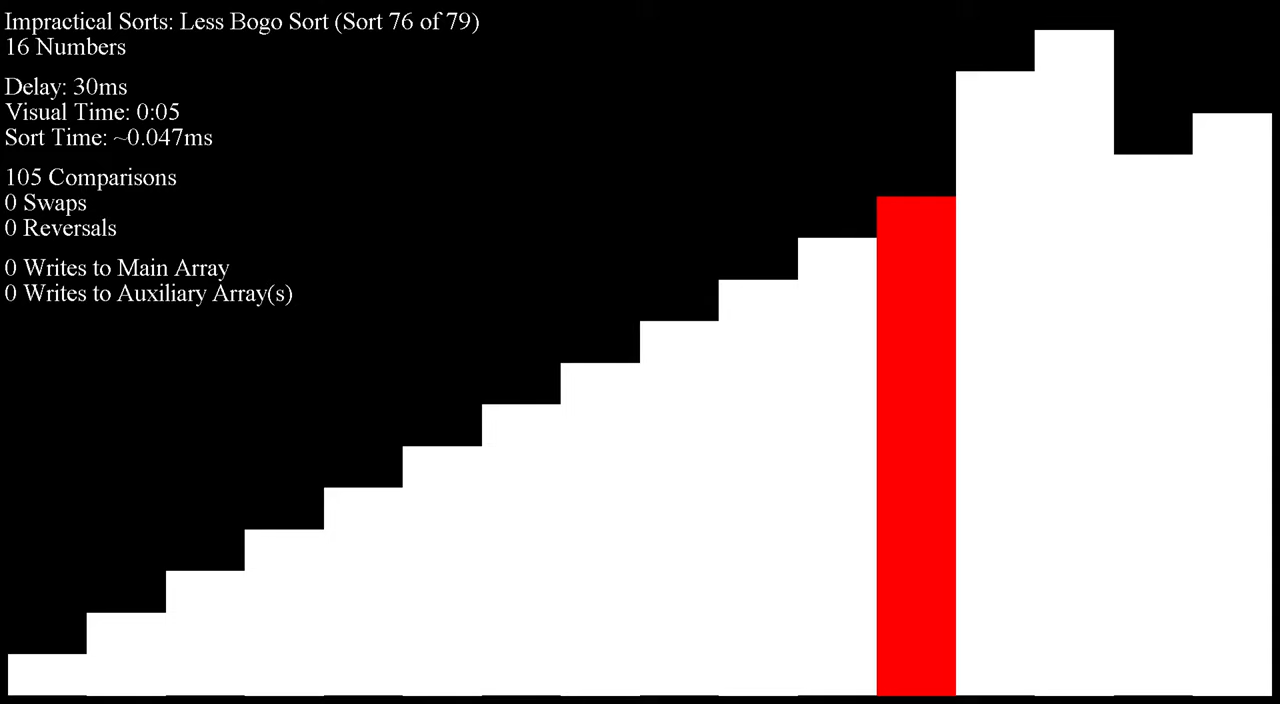 Impractical Sorts: Less Bogo Sort (Sort 76 of 79)
16 Numbers
Delay: 30ms
Visual Time: 0:05
Sort Time: ~0.047ms
105 Comparisons
0 Swaps
0 Reversals
0 Writes to Main Array
0 Writes to Auxiliary Array(s)